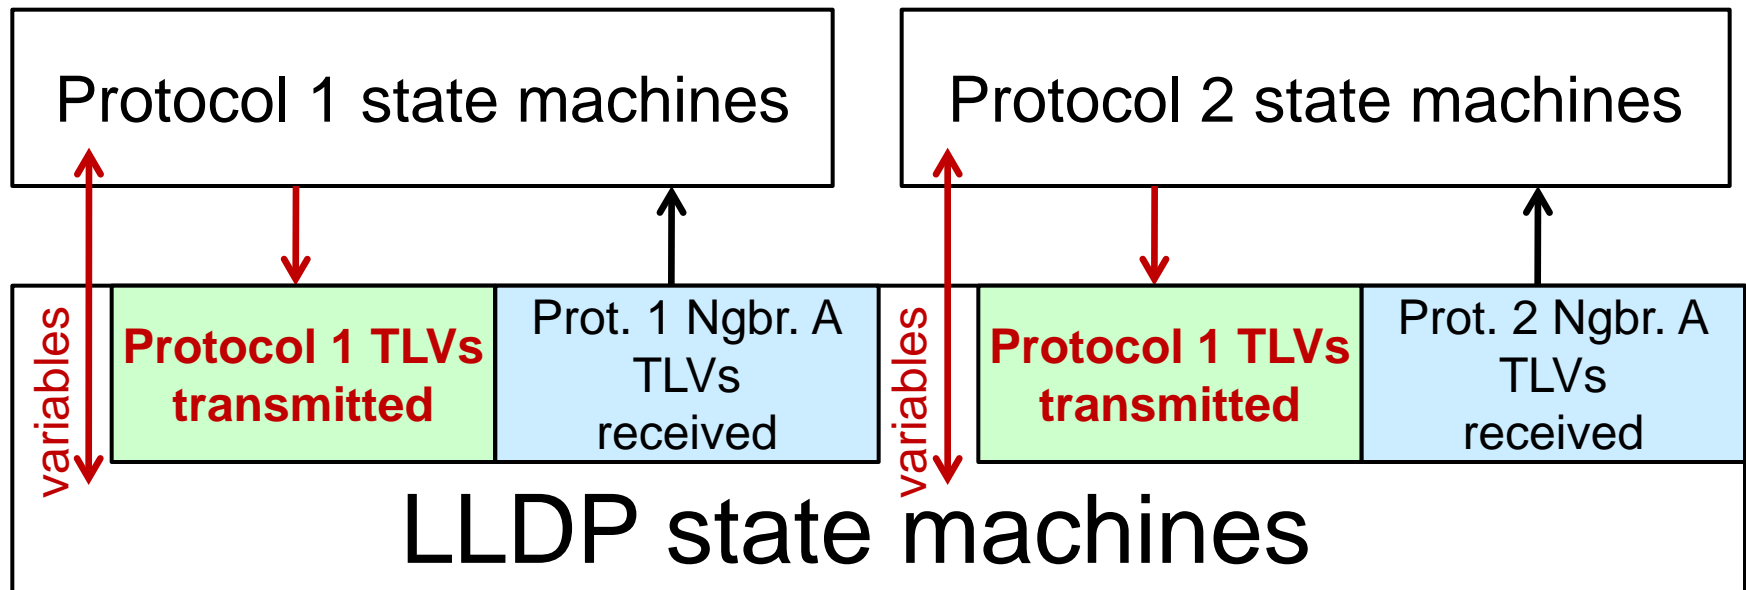 Protocol 1 state machines
Protocol 2 state machines
variables
Protocol 1 TLVs
transmitted
Prot. 1 Ngbr. A
TLVs
received
variables
Protocol 1 TLVs
transmitted
Prot. 2 Ngbr. A
TLVs
received
LLDP state machines